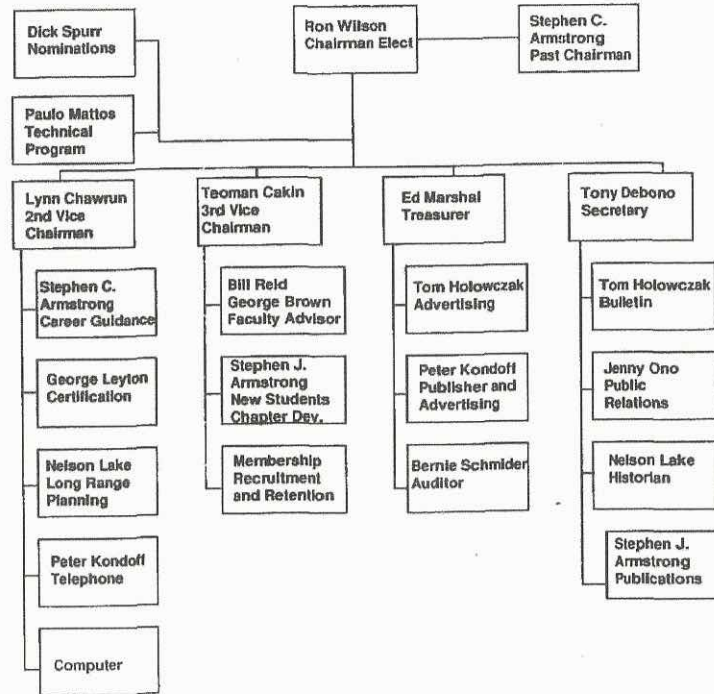 Dick Spurr
Nominations
Ron Wilson
Chairman Elect
Stephen C.
Armstrong
Past Chairman
Paulo Mattos
Technical
Program
Lynn Chawrun
2nd Vice
Chairman
Teoman Cakin
3rd Vice
Chairman
Ed Marshal
Treasurer
Tony Debono
Secretary
Stephen C.
Armstrong
Career Guidance
Bill Reid
George Brown
Faculty Advisor
Tom Holowczak
Advertising
Tom Holowczak
Bulletin
George Leyton
Certification
Stephen J.
Armstrong
New Students
Chapter Dev.
Peter Kondoff
Publisher and
Advertising
Jenny Ono
Public
Relations
Nelson Lake
Long Range
Planning
Membership
Recruitment
and Retention
Bernie Schmider
Auditor
Nelson Lake
Historian
Peter Kondoff
Telephone
Stephen J.
Armstrong
Publications
Computer